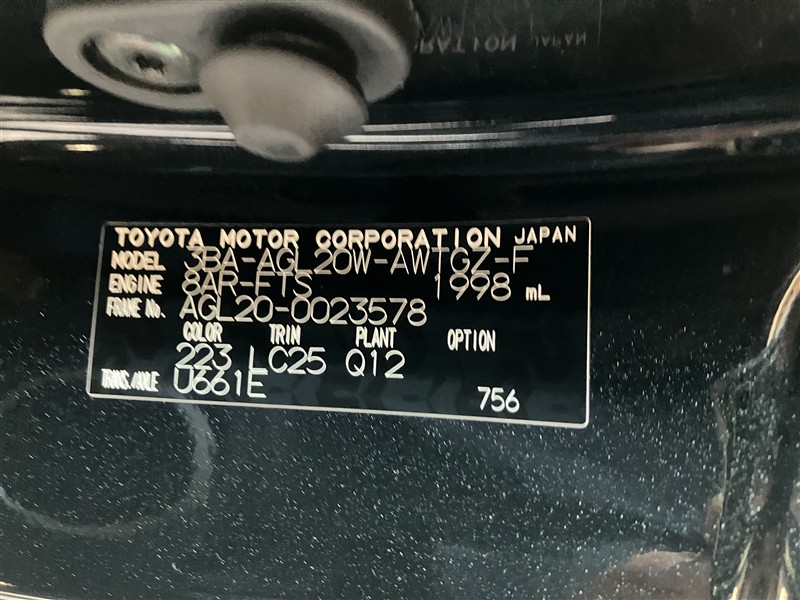 TOYOTA MOTOR CORPORATION JAPAN
MODEL 3BA-AGL20W-AWTGZ-F
ENGINE 8AR-FTS 1998 mL
FRAME No. AGL20-0023578
COLOR TRIM PLANT OPTION
223 LC25 Q12
TRANS./AXLE U661E 756